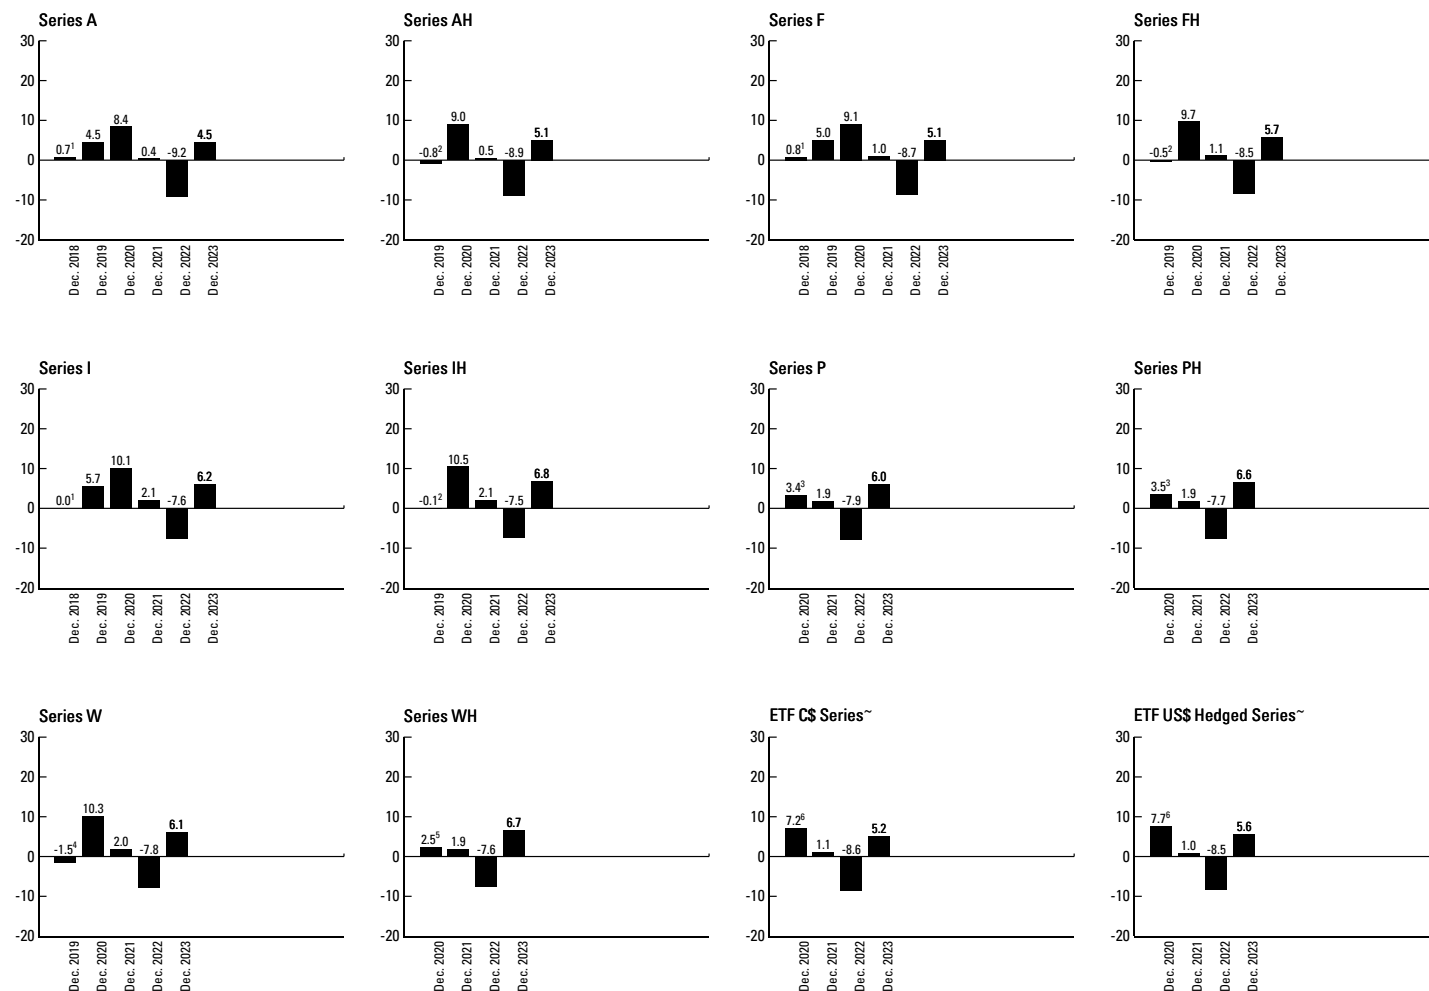 Series A
30
20
10
0
-10
-20
0.7¹
4.5
8.4
0.4
-9.2
4.5
Dec. 2018
Dec. 2019
Dec. 2020
Dec. 2021
Dec. 2022
Dec. 2023
Series AH
30
20
10
0
-10
-20
-0.8²
9.0
0.5
-8.9
5.1
Dec. 2019
Dec. 2020
Dec. 2021
Dec. 2022
Dec. 2023
Series F
30
20
10
0
-10
-20
0.8¹
5.0
9.1
1.0
-8.7
5.1
Dec. 2018
Dec. 2019
Dec. 2020
Dec. 2021
Dec. 2022
Dec. 2023
Series FH
30
20
10
0
-10
-20
-0.5²
9.7
1.1
-8.5
5.7
Dec. 2019
Dec. 2020
Dec. 2021
Dec. 2022
Dec. 2023
Series I
30
20
10
0
-10
-20
0.0¹
5.7
10.1
2.1
-7.6
6.2
Dec. 2018
Dec. 2019
Dec. 2020
Dec. 2021
Dec. 2022
Dec. 2023
Series IH
30
20
10
0
-10
-20
-0.1²
10.5
2.1
-7.5
6.8
Dec. 2019
Dec. 2020
Dec. 2021
Dec. 2022
Dec. 2023
Series P
30
20
10
0
-10
-20
3.4³
1.9
-7.9
6.0
Dec. 2020
Dec. 2021
Dec. 2022
Dec. 2023
Series PH
30
20
10
0
-10
-20
3.5³
1.9
-7.7
6.6
Dec. 2020
Dec. 2021
Dec. 2022
Dec. 2023
Series W
30
20
10
0
-10
-20
-1.5⁴
10.3
2.0
-7.8
6.1
Dec. 2019
Dec. 2020
Dec. 2021
Dec. 2022
Dec. 2023
Series WH
30
20
10
0
-10
-20
2.5⁵
1.9
-7.6
6.7
Dec. 2020
Dec. 2021
Dec. 2022
Dec. 2023
ETF C$ Series~
30
20
10
0
-10
-20
7.2⁶
1.1
-8.6
5.2
Dec. 2020
Dec. 2021
Dec. 2022
Dec. 2023
ETF US$ Hedged Series~
30
20
10
0
-10
-20
7.7⁶
1.0
-8.5
5.6
Dec. 2020
Dec. 2021
Dec. 2022
Dec. 2023